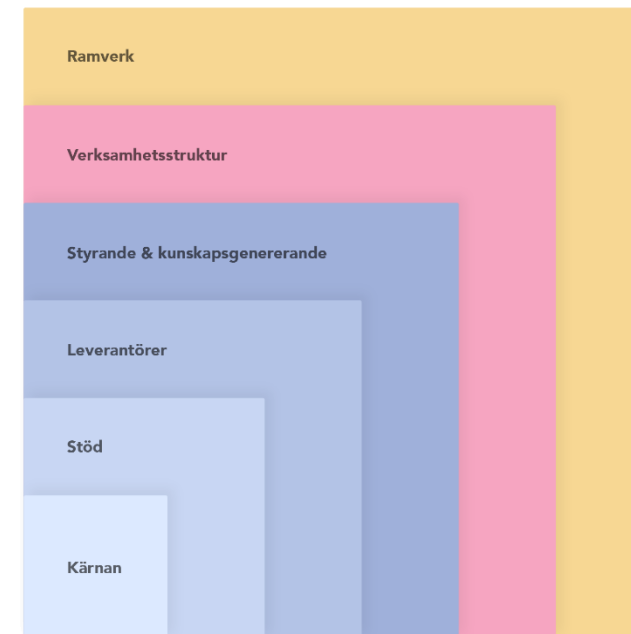 Ramverk
Verksamhetsstruktur
Styrande & kunskapsgenererande
Leverantörer
Stöd
Kärnan